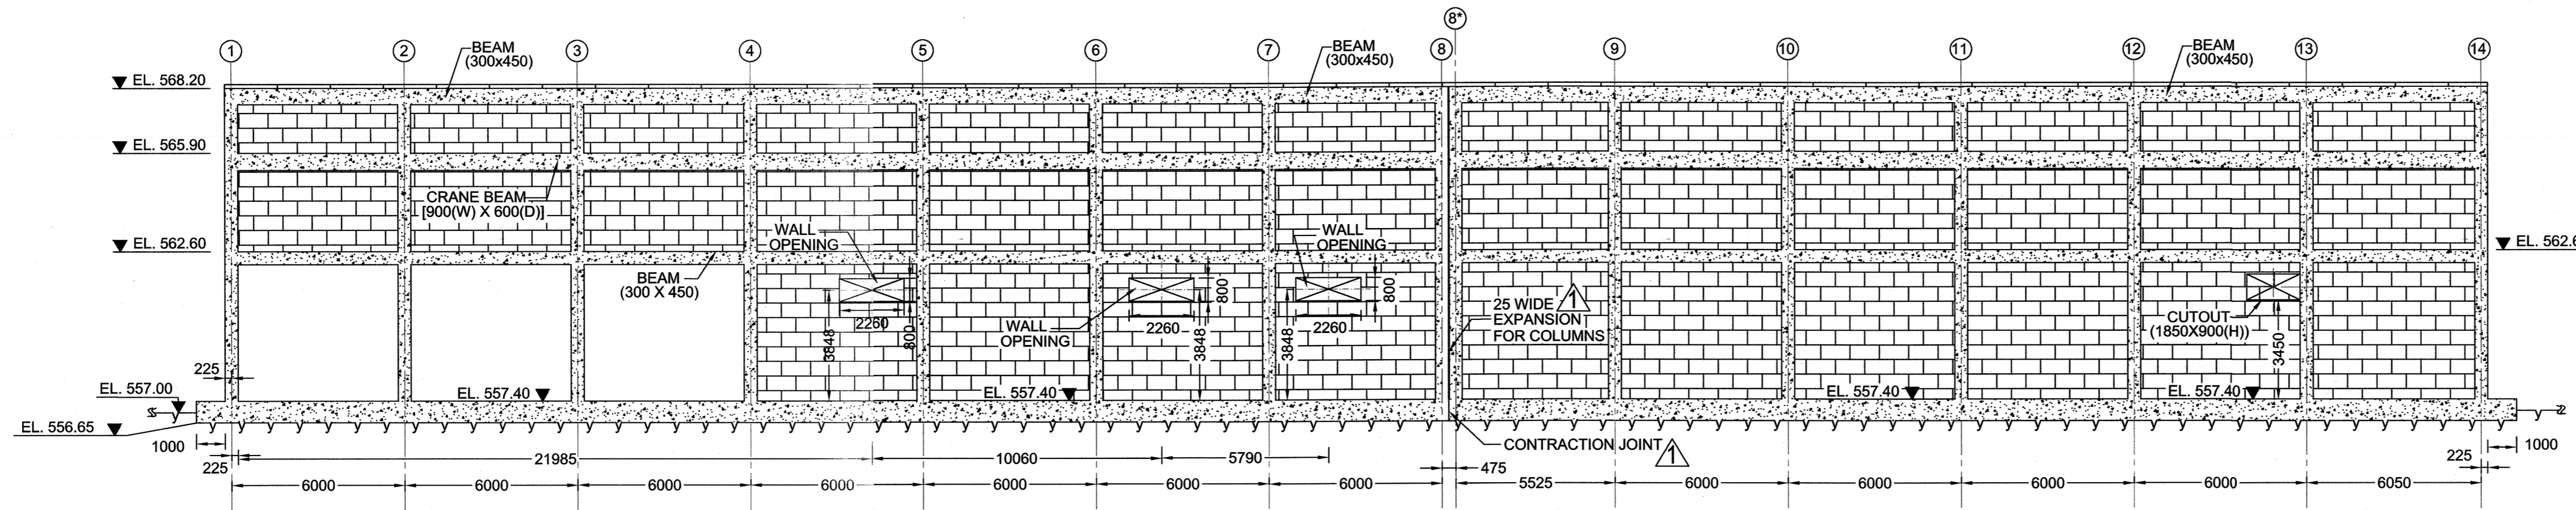 8*
1 2 3 4 5 6 7 8 9 10 11 12 13 14
BEAM
(300x450)
BEAM
(300x450)
BEAM
(300x450)
EL. 568.20
EL. 565.90
CRANE BEAM
[900(W) X 600(D)]
WALL
OPENING
WALL
OPENING
EL. 562.60
EL. 562.6
BEAM
(300 X 450)
2260
800
3848
WALL
OPENING
2260
800
3848
2260
800
3848
25 WIDE 1
EXPANSION
FOR COLUMNS
CUTOUT
(1850X900(H))
3450
225
EL. 557.00
EL. 557.40
EL. 557.40
EL. 557.40
EL. 557.40
EL. 556.65
1000
225
21985
10060
5790
CONTRACTION JOINT 1
475
225
1000
6000 6000 6000 6000 6000 6000 6000 5525 6000 6000 6000 6000 6050